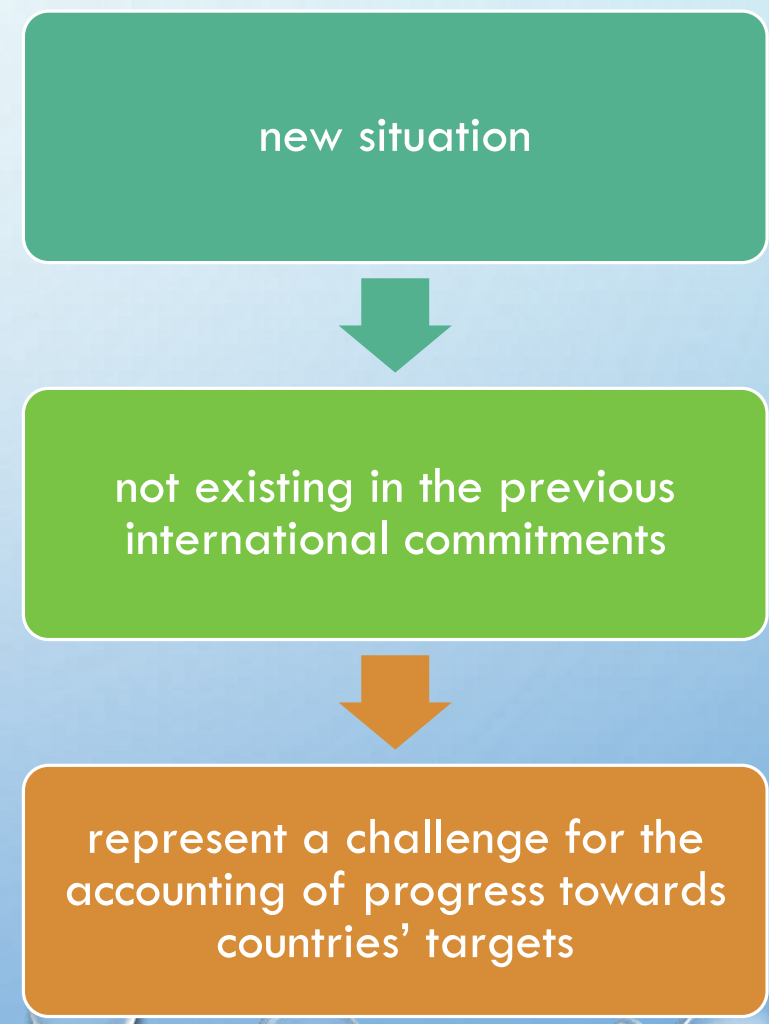 new situation
not existing in the previous
international commitments
represent a challenge for the
accounting of progress towards
countries’ targets